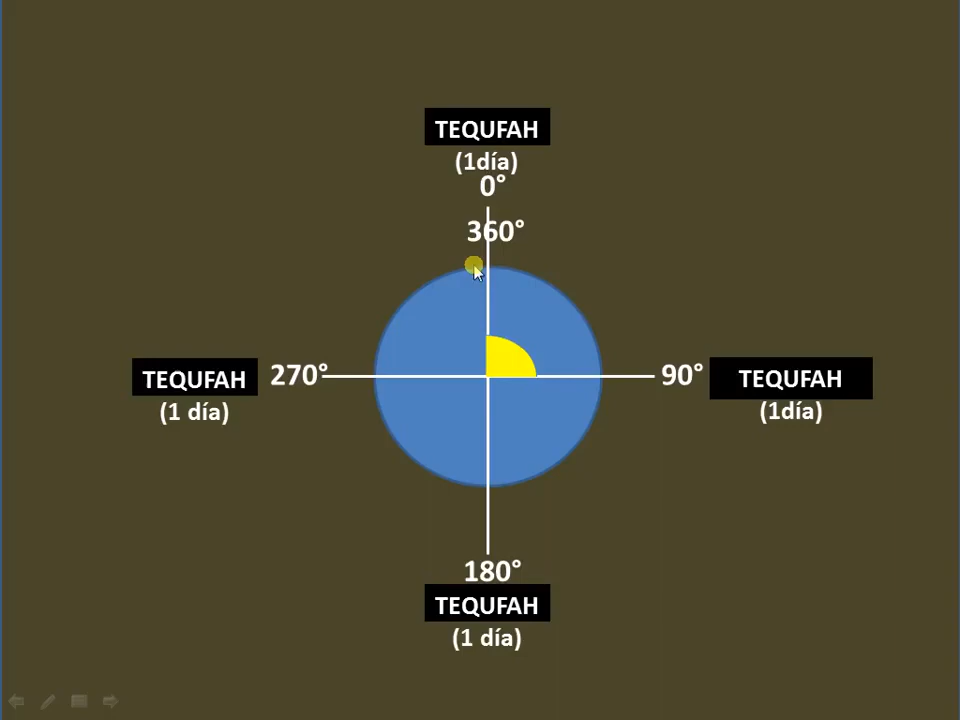 TEQUFAH
(1día)
0°
360°
TEQUFAH
(1 día)
270°
90°
TEQUFAH
(1día)
180°
TEQUFAH
(1 día)